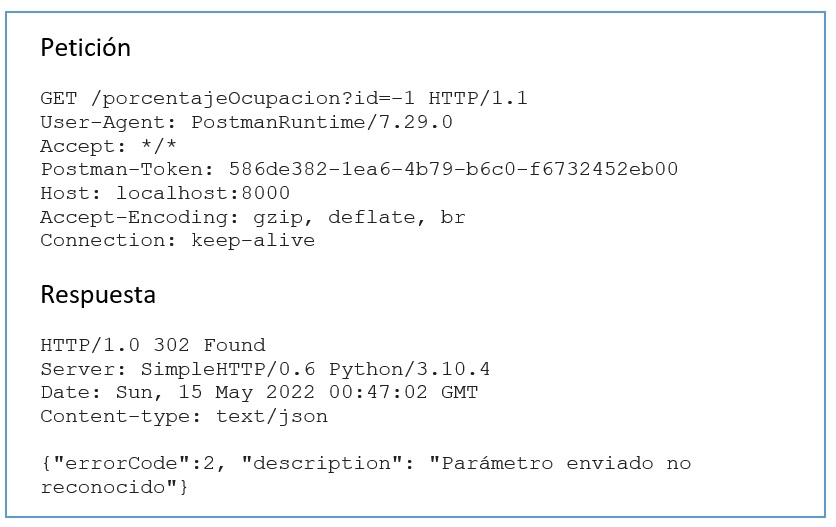 Petición
GET /porcentajeOcupacion?id=-1 HTTP/1.1
User-Agent: PostmanRuntime/7.29.0
Accept: */*
Postman-Token: 586de382-1ea6-4b79-b6c0-f6732452eb00
Host: localhost:8000
Accept-Encoding: gzip, deflate, br
Connection: keep-alive
Respuesta
HTTP/1.0 302 Found
Server: SimpleHTTP/0.6 Python/3.10.4
Date: Sun, 15 May 2022 00:47:02 GMT
Content-type: text/json
{"errorCode":2, "description": "Parámetro enviado no
reconocido"}